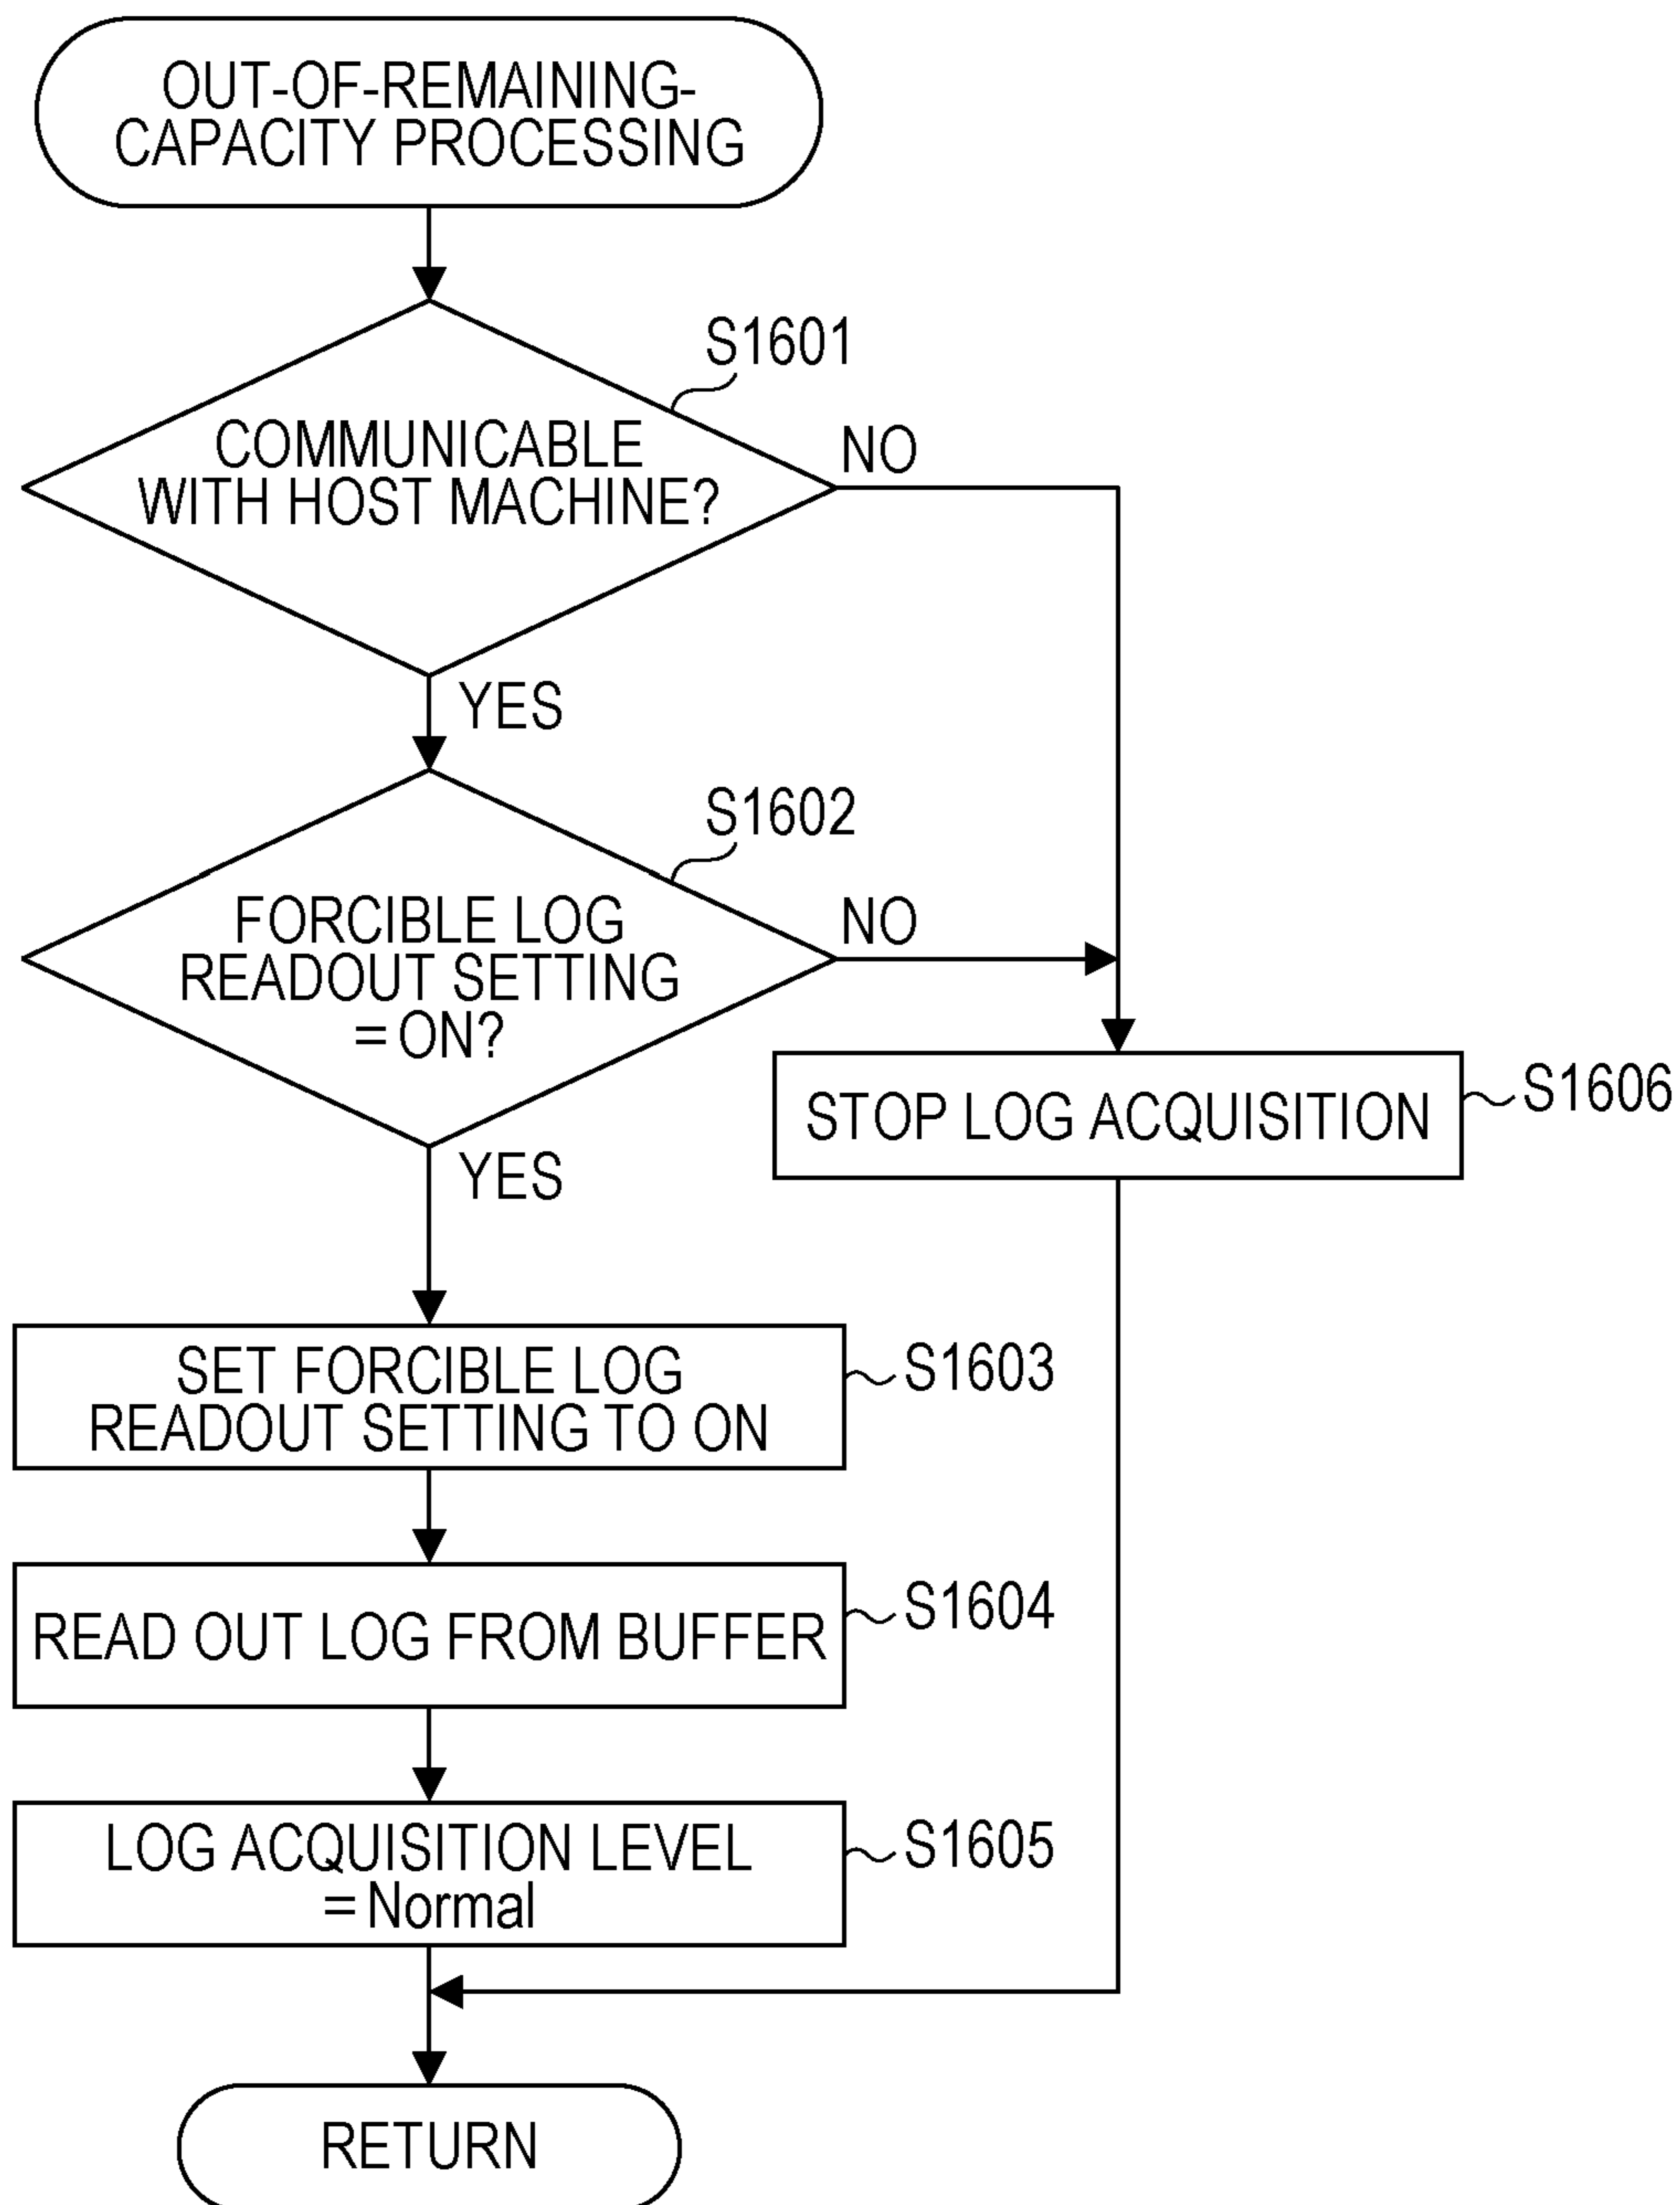 OUT-OF-REMAINING-
CAPACITY PROCESSING
S1601
COMMUNICABLE
WITH HOST MACHINE?
NO
YES
S1602
FORCIBLE LOG
READOUT SETTING
= ON?
NO
YES
STOP LOG ACQUISITION
S1606
SET FORCIBLE LOG
READOUT SETTING TO ON
S1603
READ OUT LOG FROM BUFFER
S1604
LOG ACQUISITION LEVEL
= Normal
S1605
RETURN